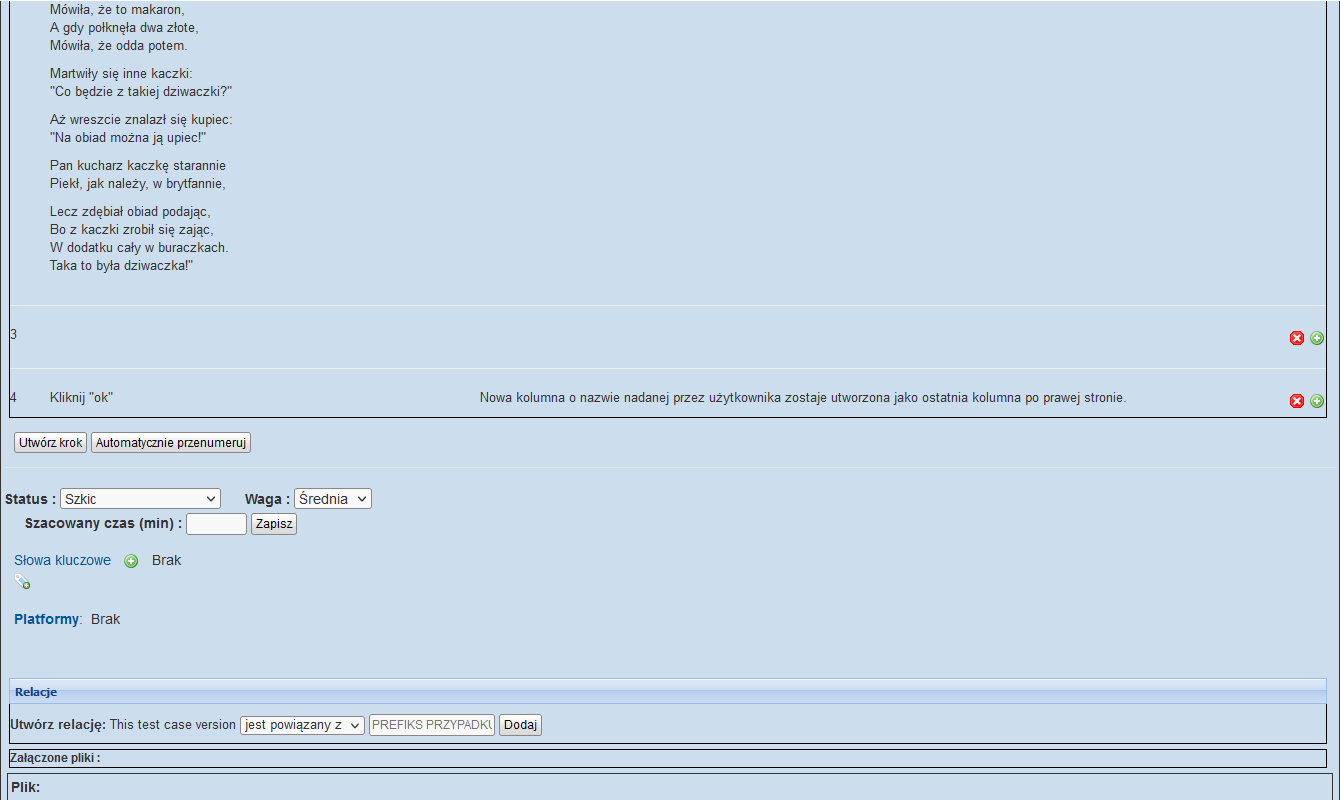 Mówiła, że to makaron,
A gdy połknęła dwa złote,
Mówiła, że odda potem.
Martwiły się inne kaczki:
"Co będzie z takiej dziwaczki?"
Aż wreszcie znalazł się kupiec:
"Na obiad można ją upiec!"
Pan kucharz kaczkę starannie
Piekł, jak należy, w brytfannie,
Lecz zdębiał obiad podając,
Bo z kaczki zrobił się zając,
W dodatku cały w buraczkach.
Taka to była dziwaczka!"
3
4 Kliknij "ok" Nowa kolumna o nazwie nadanej przez użytkownika zostaje utworzona jako ostatnia kolumna po prawej stronie.
Utwórz krok Automatycznie przenumeruj
Status : Szkic Waga : Średnia
Szacowany czas (min) : Zapisz
Słowa kluczowe Brak
Platformy: Brak
Relacje
Utwórz relację: This test case version jest powiązany z PREFIKS PRZYPADKU Dodaj
Załączone pliki :
Plik: